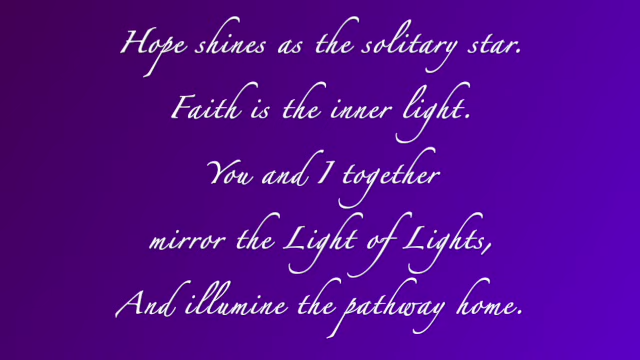 Hope shines as the solitary star.
Faith is the inner light.
You and I together
mirror the Light of Lights,
And illumine the pathway home.